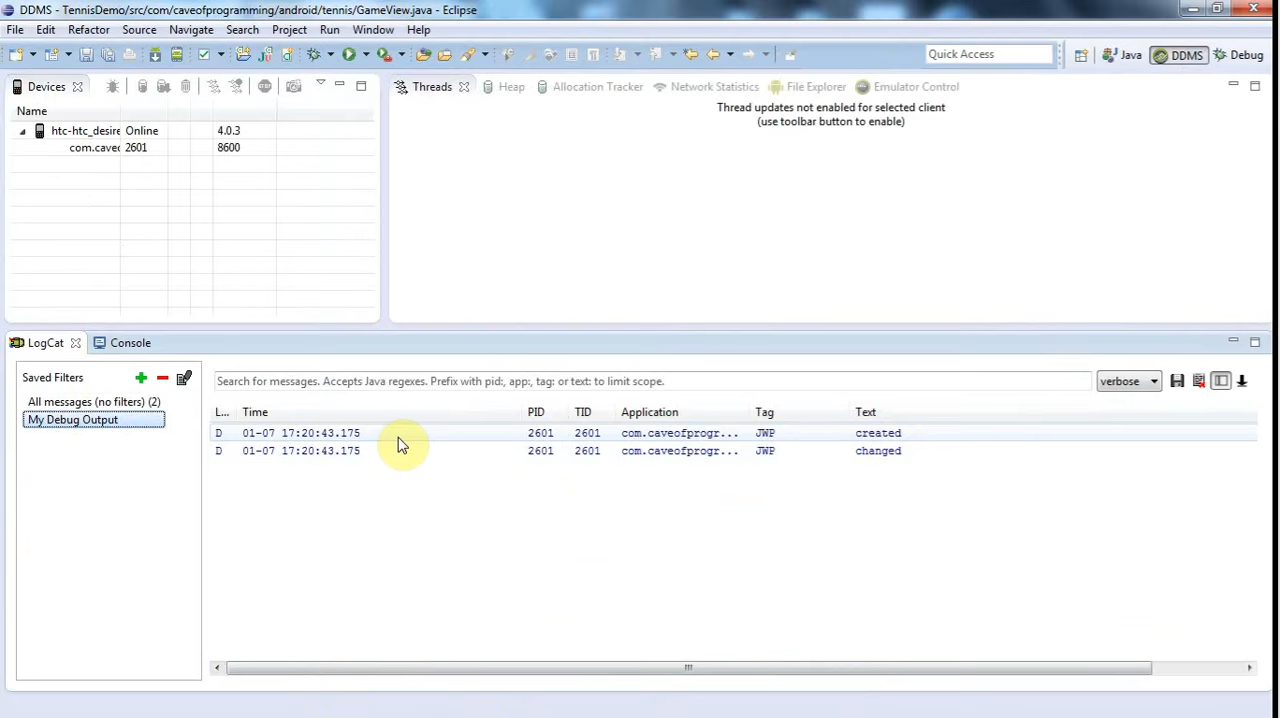 DDMS - TennisDemo/src/com/caveofprogramming/android/tennis/GameView.java - Eclipse
File Edit Refactor Source Navigate Search Project Run Window Help
Quick Access Java DDMS Debug
Devices Threads Heap Allocation Tracker Network Statistics File Explorer Emulator Control
Name
Thread updates not enabled for selected client
(use toolbar button to enable)
htc-htc_desire Online 4.0.3
com.caveo 2601 8600
LogCat Console
Saved Filters
Search for messages. Accepts Java regexes. Prefix with pid:, app:, tag: or text: to limit scope. verbose
All messages (no filters) (2)
My Debug Output
L... Time PID TID Application Tag Text
D 01-07 17:20:43.175 2601 2601 com.caveofprogr... JWP created
D 01-07 17:20:43.175 2601 2601 com.caveofprogr... JWP changed